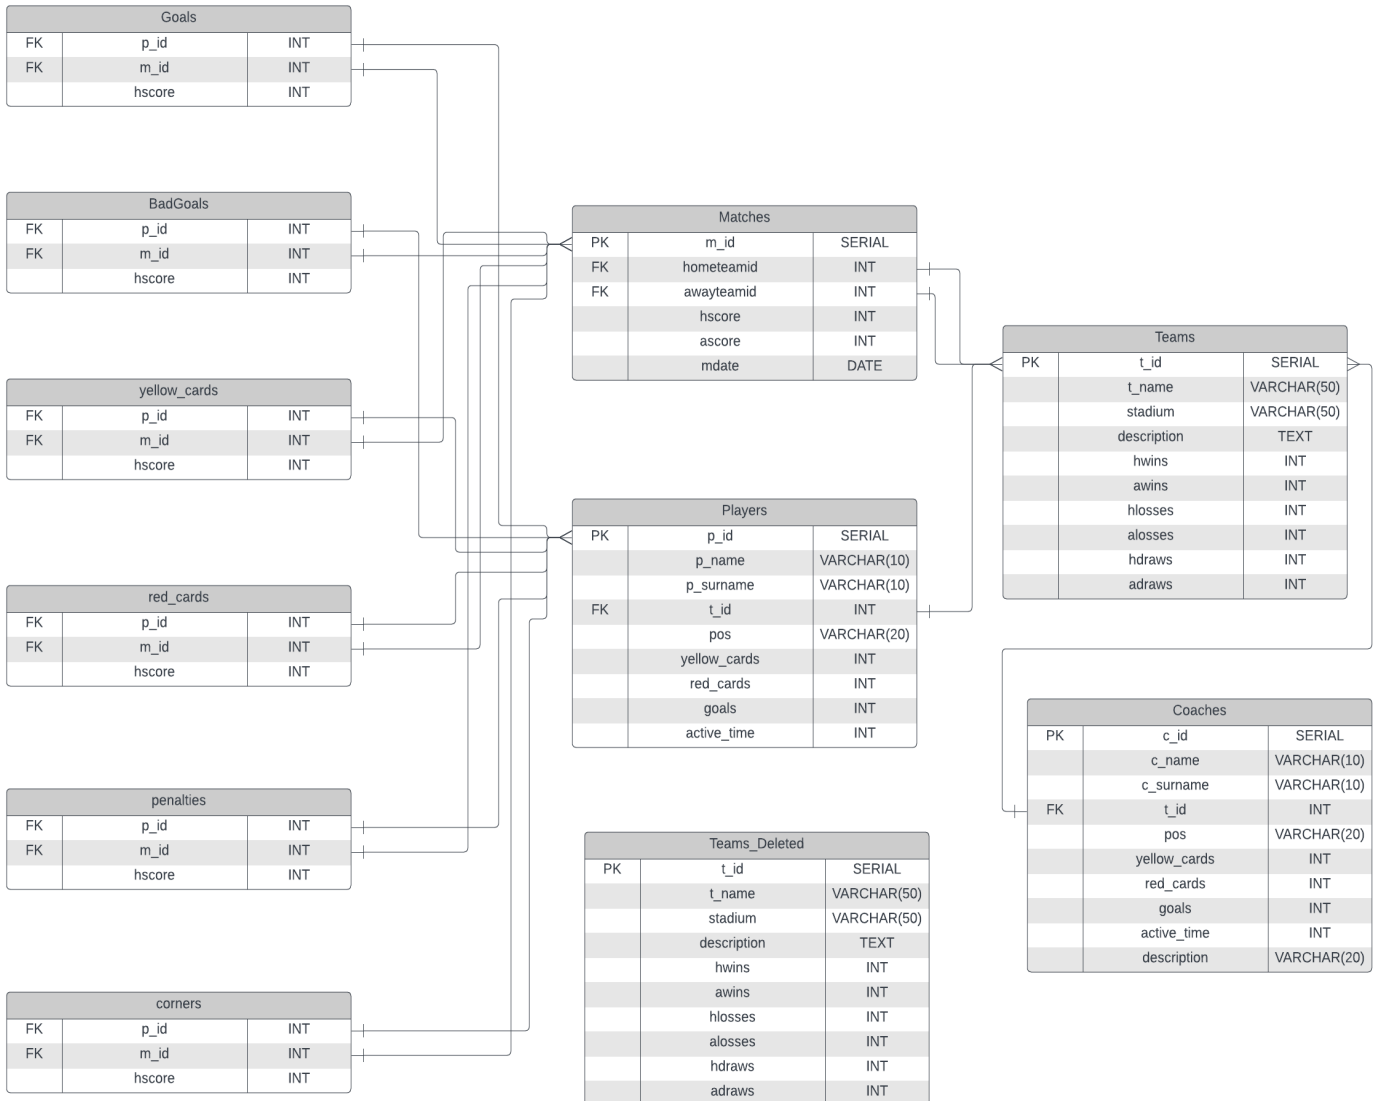 Goals
FK p_id INT
FK m_id INT
hscore INT
BadGoals
FK p_id INT
FK m_id INT
hscore INT
yellow_cards
FK p_id INT
FK m_id INT
hscore INT
red_cards
FK p_id INT
FK m_id INT
hscore INT
penalties
FK p_id INT
FK m_id INT
hscore INT
corners
FK p_id INT
FK m_id INT
hscore INT
Matches
PK m_id SERIAL
FK hometeamid INT
FK awayteamid INT
hscore INT
ascore INT
mdate DATE
Players
PK p_id SERIAL
p_name VARCHAR(10)
p_surname VARCHAR(10)
FK t_id INT
pos VARCHAR(20)
yellow_cards INT
red_cards INT
goals INT
active_time INT
Teams_Deleted
PK t_id SERIAL
t_name VARCHAR(50)
stadium VARCHAR(50)
description TEXT
hwins INT
awins INT
hlosses INT
alosses INT
hdraws INT
adraws INT
Teams
PK t_id SERIAL
t_name VARCHAR(50)
stadium VARCHAR(50)
description TEXT
hwins INT
awins INT
hlosses INT
alosses INT
hdraws INT
adraws INT
Coaches
PK c_id SERIAL
c_name VARCHAR(10)
c_surname VARCHAR(10)
FK t_id INT
pos VARCHAR(20)
yellow_cards INT
red_cards INT
goals INT
active_time INT
description VARCHAR(20)